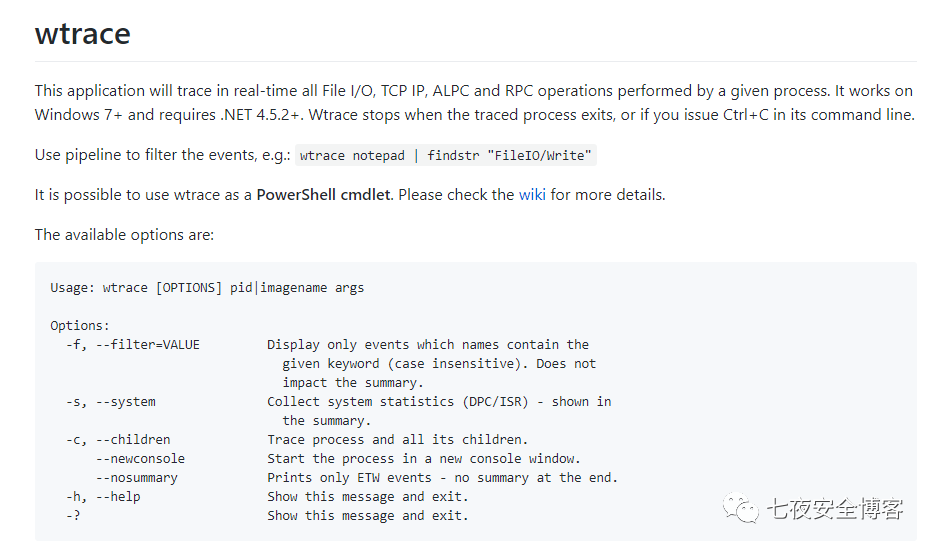 wtrace
This application will trace in real-time all File I/O, TCP IP, ALPC and RPC operations performed by a given process. It works on
Windows 7+ and requires .NET 4.5.2+. Wtrace stops when the traced process exits, or if you issue Ctrl+C in its command line.
Use pipeline to filter the events, e.g.: wtrace notepad | findstr "FileIO/Write"
It is possible to use wtrace as a PowerShell cmdlet. Please check the wiki for more details.
The available options are:
Usage: wtrace [OPTIONS] pid|imagename args
Options:
-f, --filter=VALUE Display only events which names contain the
given keyword (case insensitive). Does not
impact the summary.
-s, --system Collect system statistics (DPC/ISR) - shown in
the summary.
-c, --children Trace process and all its children.
--newconsole Start the process in a new console window.
--nosummary Prints only ETW events - no summary at the end.
-h, --help Show this message and exit.
-? Show this message and exit.
七夜安全博客